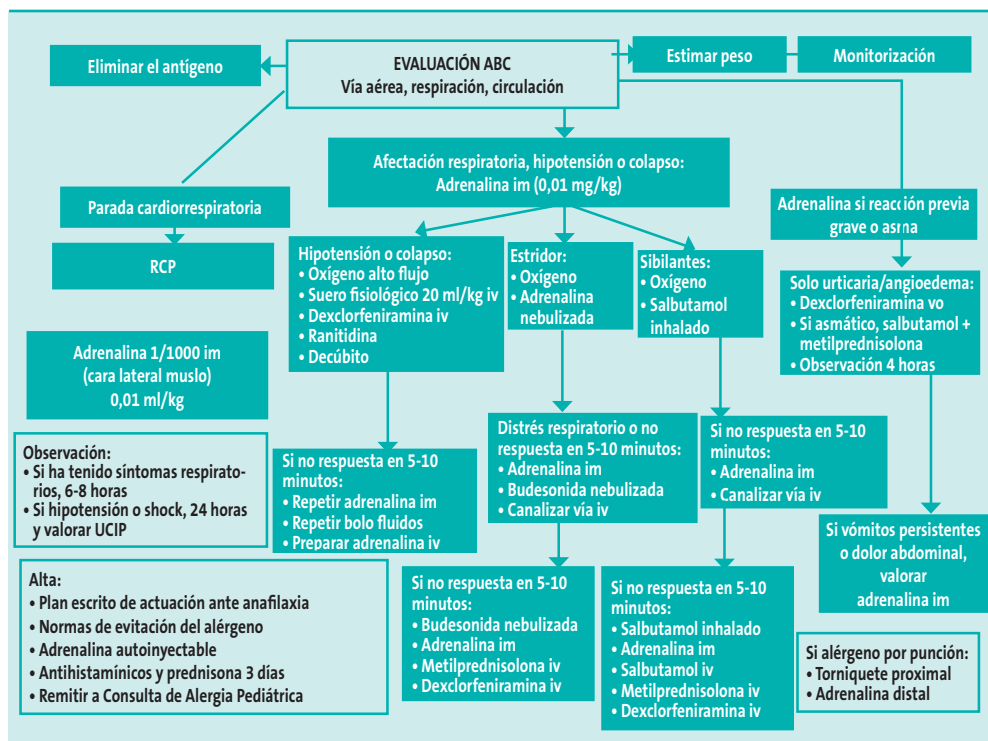 Eliminar el antígeno
EVALUACIÓN ABC
Vía aérea, respiración, circulación
Estimar peso
Monitorización
Afectación respiratoria, hipotensión o colapso:
Adrenalina im (0,01 mg/kg)
Parada cardiorrespiratoria
RCP
Adrenalina si reacción previa
grave o asma
Hipotensión o colapso:
• Oxígeno alto flujo
• Suero fisiológico 20 ml/kg iv
• Dexclorfeniramina iv
• Ranitidina
• Decúbito
Estridor:
• Oxígeno
• Adrenalina
nebulizada
Sibilantes:
• Oxígeno
• Salbutamol
inhalado
Solo urticaria/angioedema:
• Dexclorfeniramina vo
• Si asmático, salbutamol +
metilprednisolona
• Observación 4 horas
Adrenalina 1/1000 im
(cara lateral muslo)
0,01 ml/kg
Observación:
• Si ha tenido síntomas respirato-
rios, 6-8 horas
• Si hipotensión o shock, 24 horas
y valorar UCIP
Si no respuesta en 5-10
minutos:
• Repetir adrenalina im
• Repetir bolo fluidos
• Preparar adrenalina iv
Distrés respiratorio o no
respuesta en 5-10 minutos:
• Adrenalina im
• Budesonida nebulizada
• Canalizar vía iv
Si no respuesta en 5-10
minutos:
• Adrenalina im
• Canalizar vía iv
Si vómitos persistentes
o dolor abdominal,
valorar
adrenalina im
Alta:
• Plan escrito de actuación ante anafilaxia
• Normas de evitación del alérgeno
• Adrenalina autoinyectable
• Antihistamínicos y prednisona 3 días
• Remitir a Consulta de Alergia Pediátrica
Si no respuesta en 5-10
minutos:
• Budesonida nebulizada
• Adrenalina im
• Metilprednisolona iv
• Dexclorfeniramina iv
Si no respuesta en 5-10
minutos:
• Salbutamol inhalado
• Adrenalina im
• Salbutamol iv
• Metilprednisolona iv
• Dexclorfeniramina iv
Si alérgeno por punción:
• Torniquete proximal
• Adrenalina distal